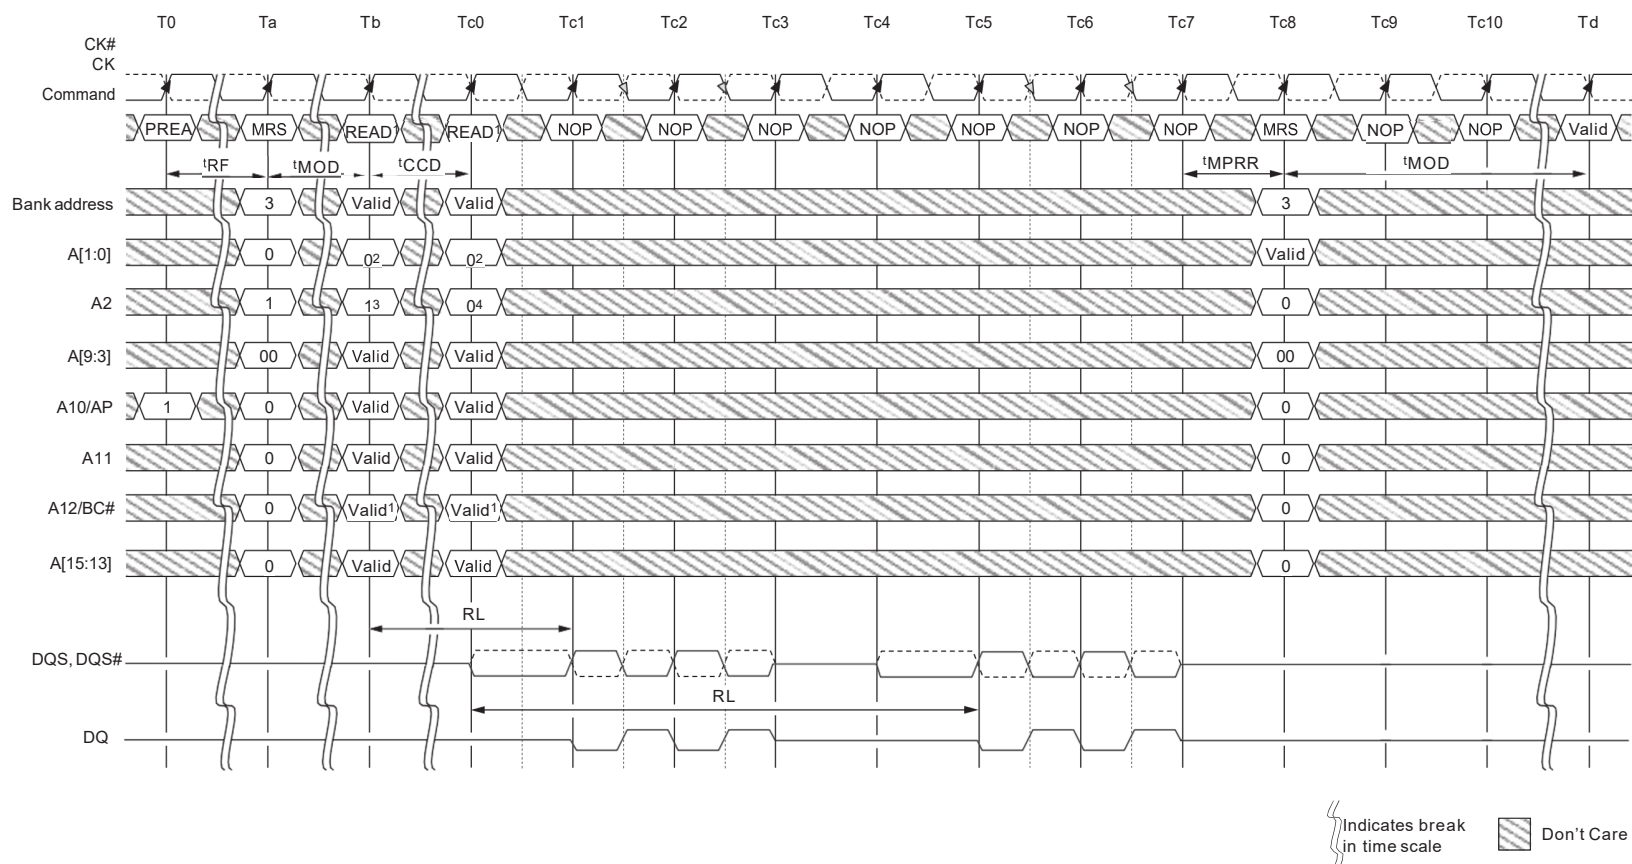 T0 Ta Tb Tc0 Tc1 Tc2 Tc3 Tc4 Tc5 Tc6 Tc7 Tc8 Tc9 Tc10 Td
CK#
CK
Command
PREA MRS READ1 READ1 NOP NOP NOP NOP NOP NOP NOP MRS NOP NOP Valid
tRF tMOD tCCD tMPRR tMOD
Bank address 3 Valid Valid 3
A[1:0] 0 02 02 Valid
A2 1 13 04 0
A[9:3] 00 Valid Valid 00
A10/AP 1 0 Valid Valid 0
A11 0 Valid Valid 0
A12/BC# 0 Valid1 Valid1 0
A[15:13] 0 Valid Valid 0
RL
DQS, DQS#
RL
DQ
Indicates break
in time scale
Don't Care